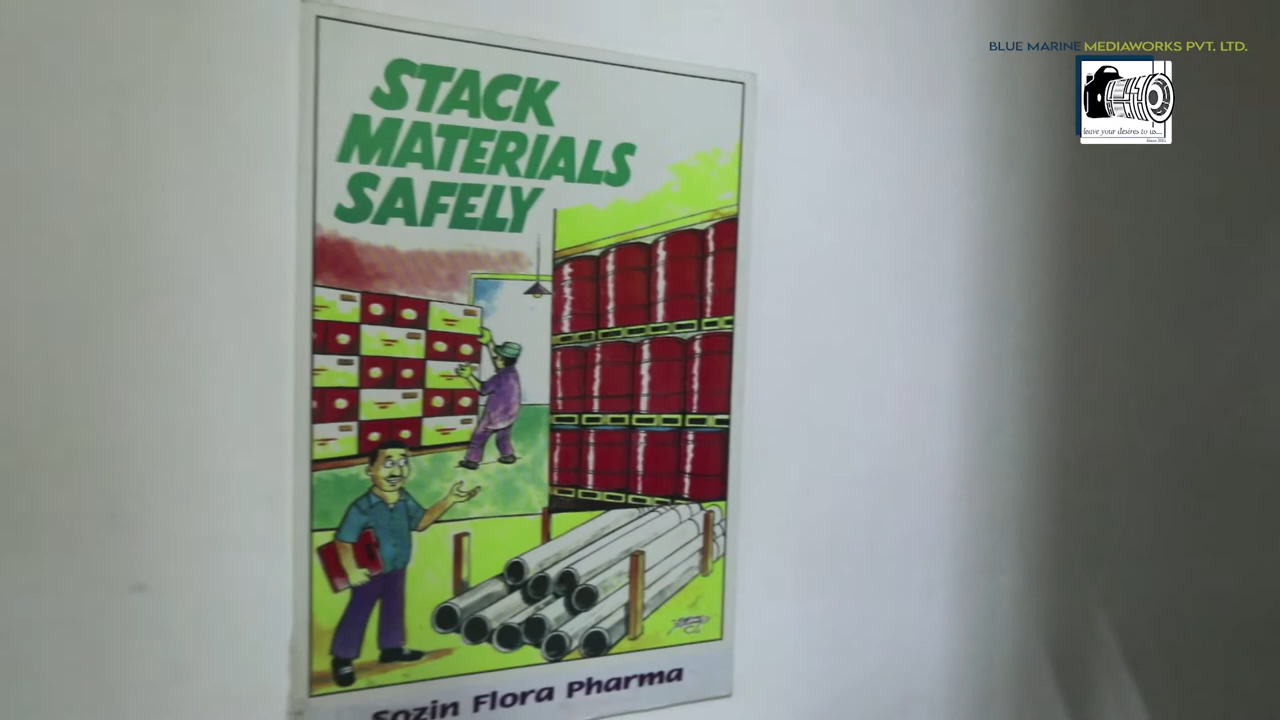 BLUE MARINE MEDIAWORKS PVT. LTD.
leave your desires to us....
STACK
MATERIALS
SAFELY
Sozin Flora Pharma